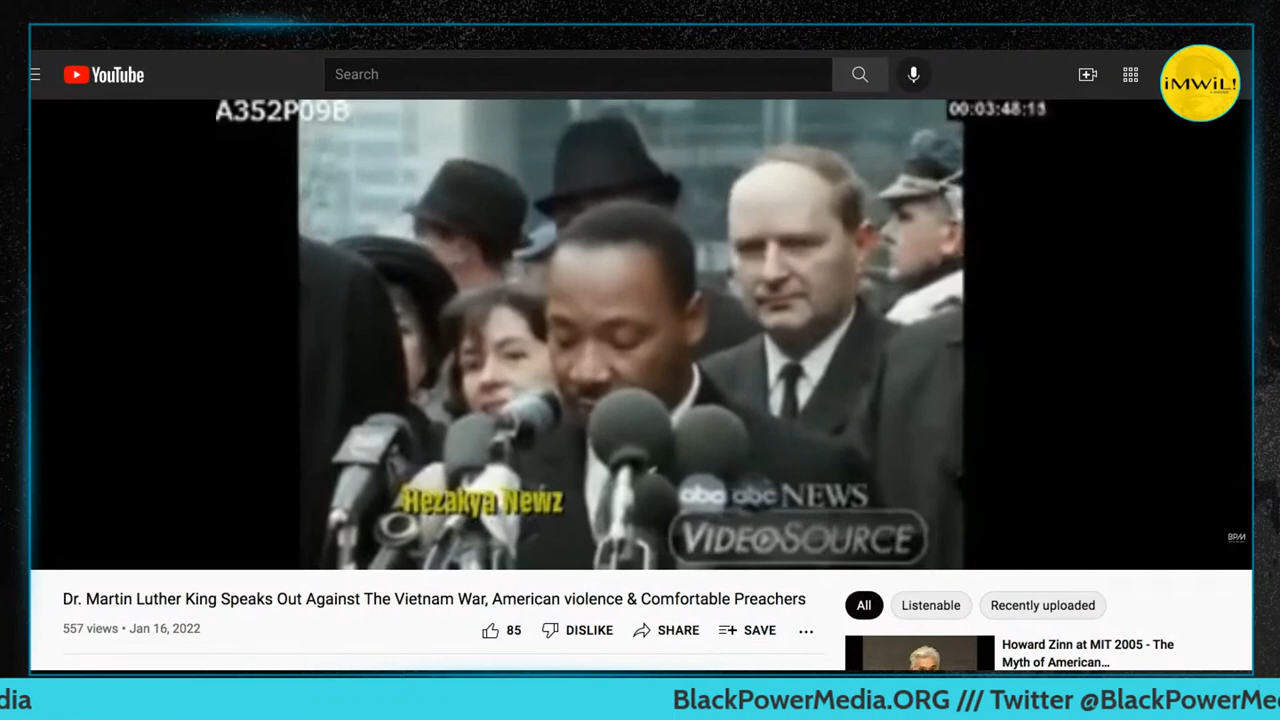 YouTube
Search
iMWiL!
A352P09B
00:03:48:13
Hezakya Newz
abc abc NEWS
VIDEOSOURCE
BPM
Dr. Martin Luther King Speaks Out Against The Vietnam War, American violence & Comfortable Preachers
557 views • Jan 16, 2022
85
DISLIKE
SHARE
SAVE
All
Listenable
Recently uploaded
Howard Zinn at MIT 2005 - The
Myth of American...
dia
BlackPowerMedia.ORG /// Twitter @BlackPowerMe